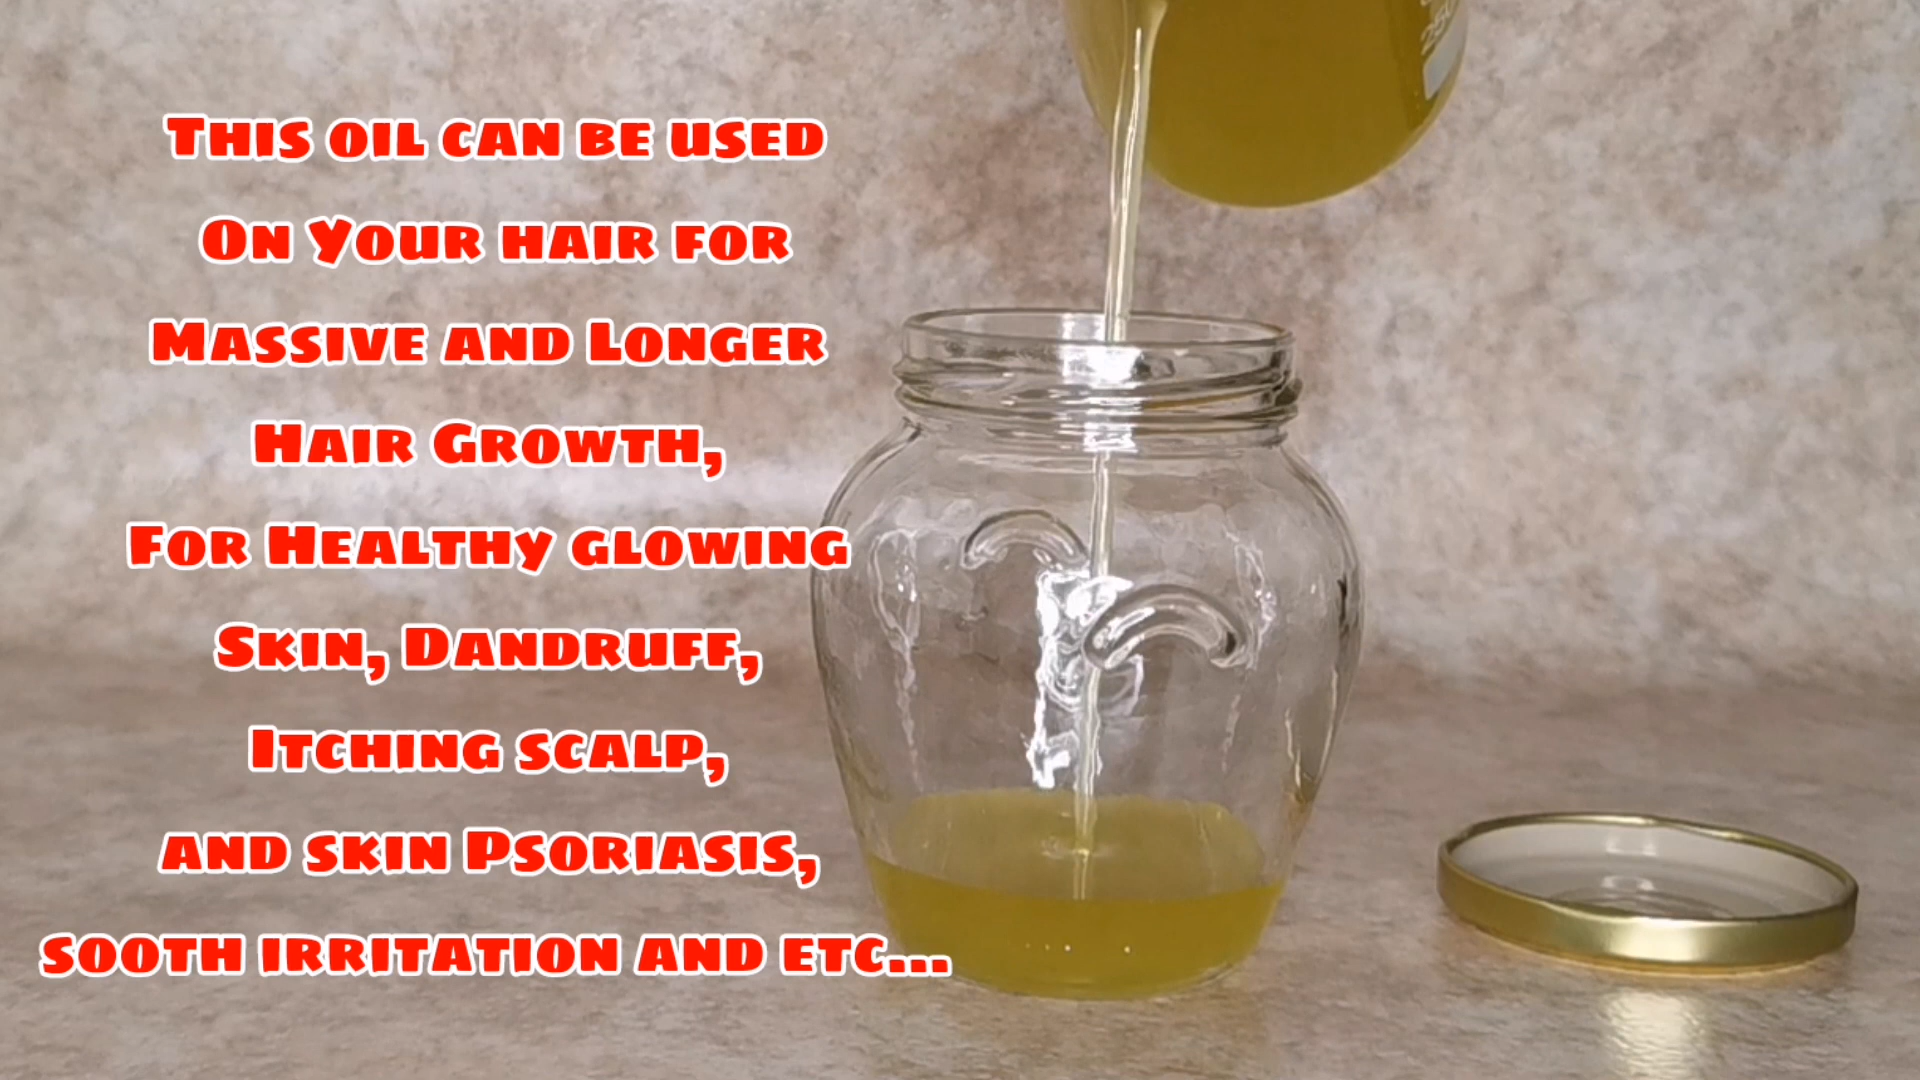 This oil can be used
On Your hair for
Massive and Longer
Hair Growth,
For Healthy glowing
Skin, Dandruff,
Itching scalp,
and skin Psoriasis,
sooth irritation and etc...